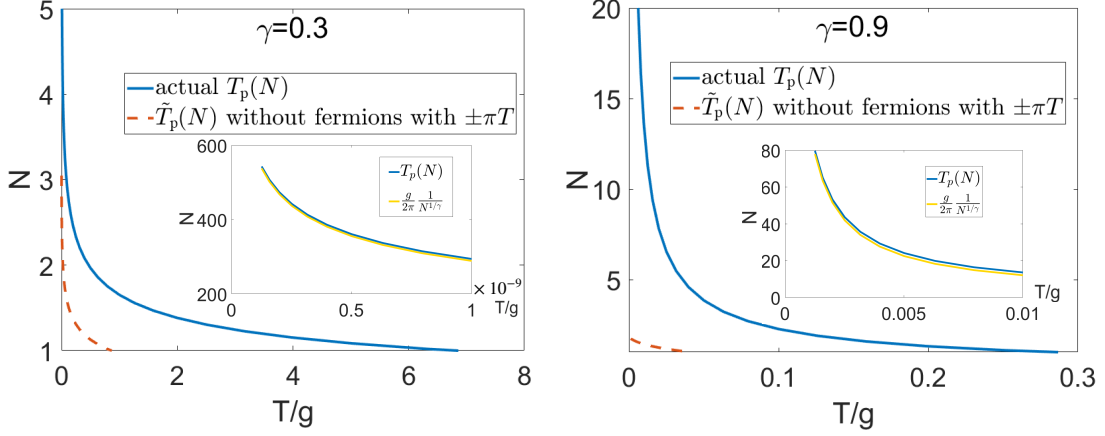 γ=0.3
N
5
4
3
2
1
actual T_p(N)
T̃_p(N) without fermions with ±πT
N
600
400
200
T_p(N)
g/2π 1/N^{1/γ}
0 0.5 1
× 10^{-9}
T/g
0 2 4 6 8
T/g
γ=0.9
N
20
15
10
5
actual T_p(N)
T̃_p(N) without fermions with ±πT
N
80
60
40
20
0
T_p(N)
g/2π 1/N^{1/γ}
T/g
0 0.005 0.01
0 0.1 0.2 0.3
T/g